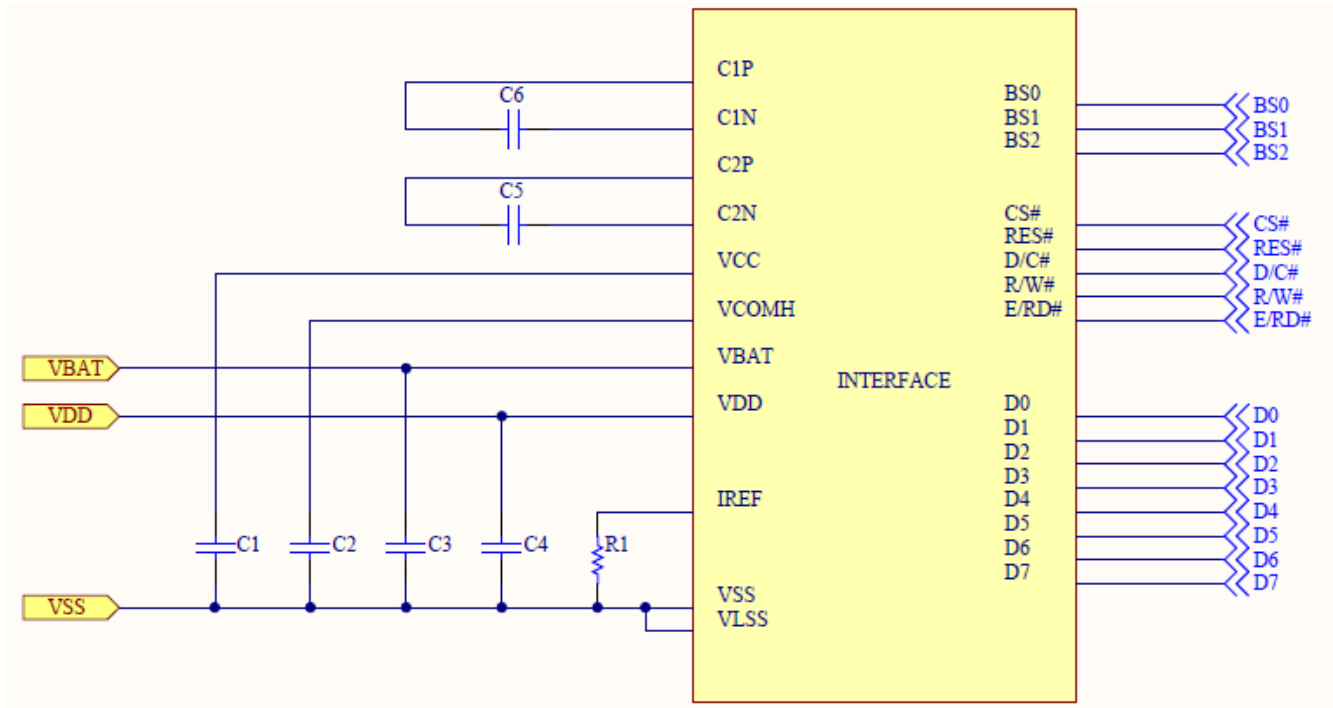 C1P
C6
BS0
BS0
C1N
BS1
BS1
BS2
BS2
C2P
C5
C2N
CS#
CS#
RES#
RES#
VCC
D/C#
D/C#
R/W#
R/W#
VCOMH
E/RD#
E/RD#
VBAT
VBAT
INTERFACE
VDD
VDD
D0
D0
D1
D1
D2
D2
D3
D3
IREF
D4
D4
D5
D5
C1
C2
C3
C4
R1
D6
D6
D7
D7
VSS
VSS
VLSS